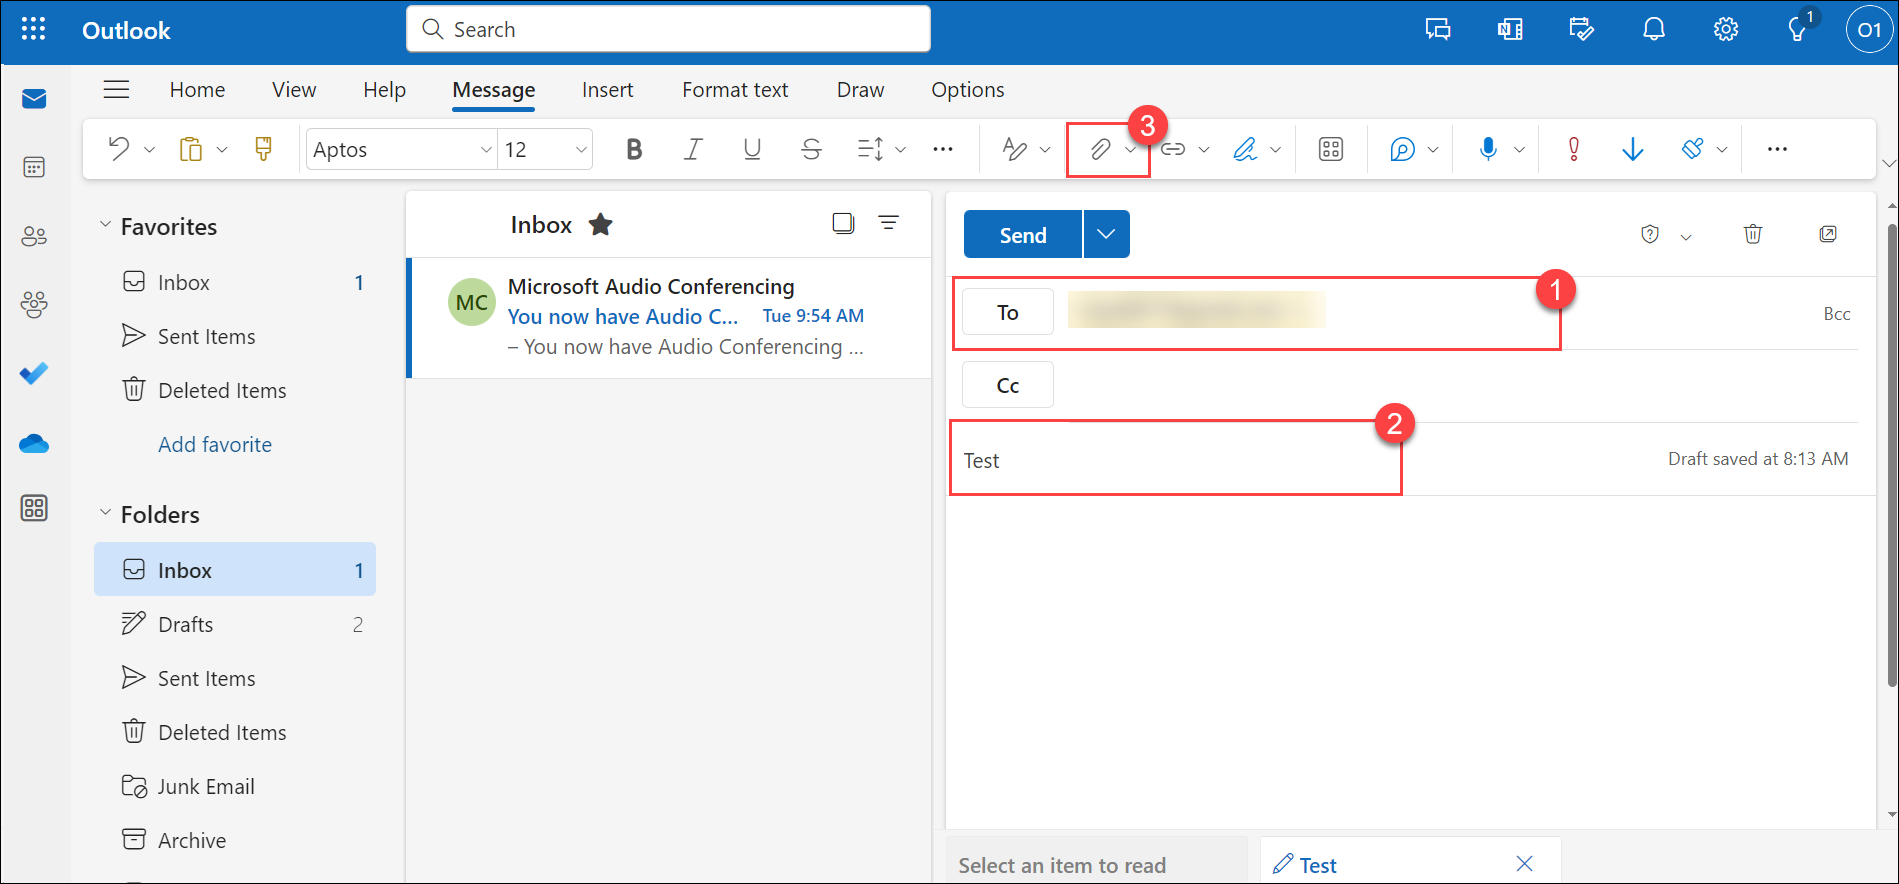 Outlook
Search
1
O1
Home View Help Message Insert Format text Draw Options
Aptos 12 B I U S
3
Favorites
Inbox 1
Sent Items
Deleted Items
Add favorite
Folders
Inbox 1
Drafts 2
Sent Items
Deleted Items
Junk Email
Archive
Inbox
MC
Microsoft Audio Conferencing
You now have Audio C... Tue 9:54 AM
– You now have Audio Conferencing ...
Send
1
To Bcc
Cc
2
Test Draft saved at 8:13 AM
Select an item to read Test